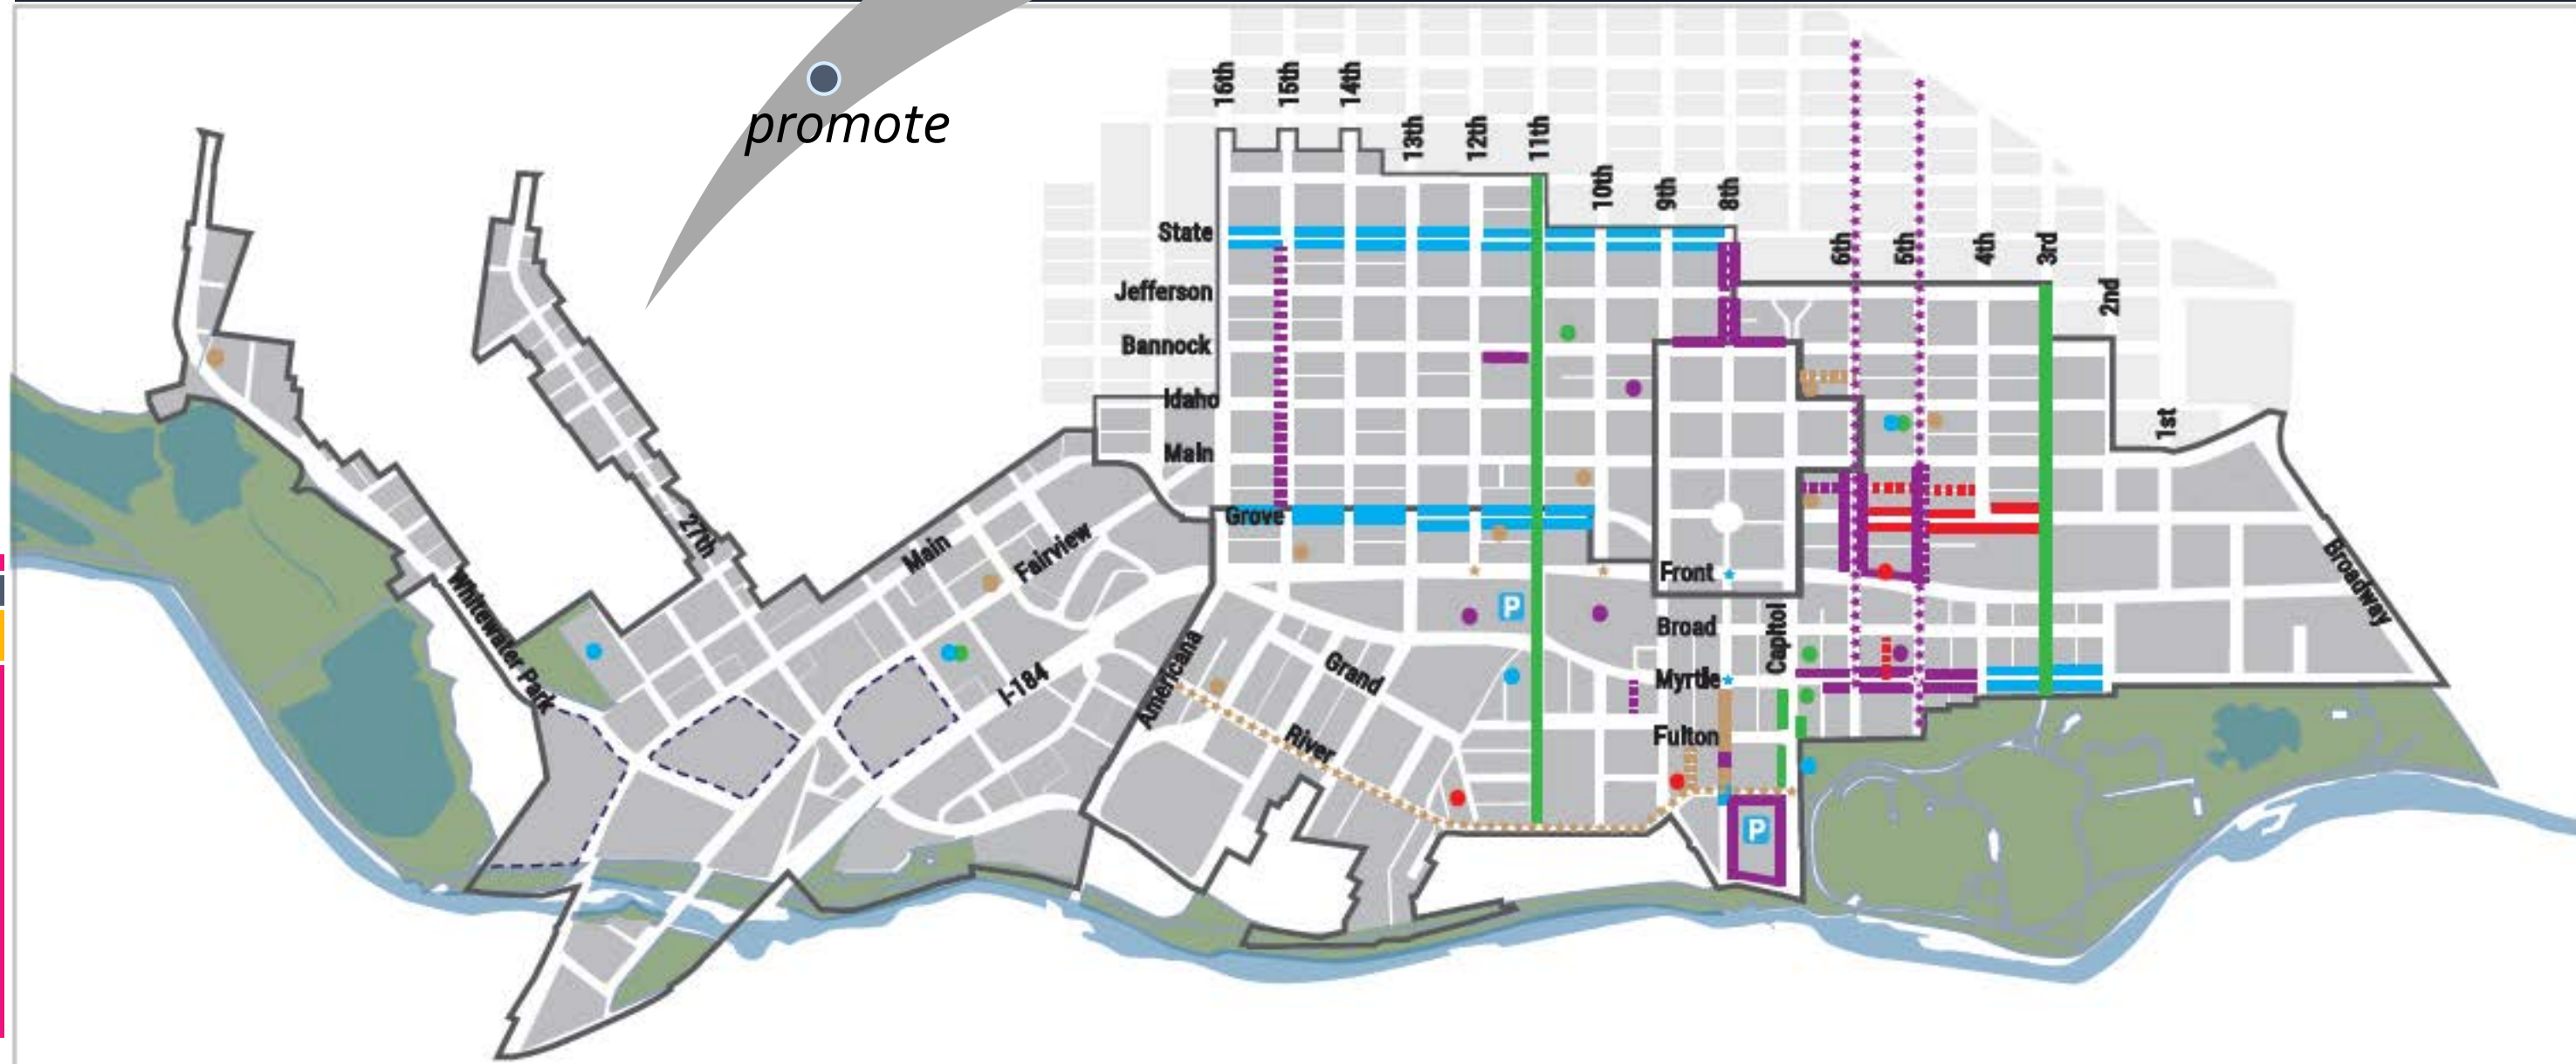 promote
16th
15th
14th
13th
12th
11th
10th
9th
8th
6th
5th
4th
3rd
2nd
1st
State
Jefferson
Bannock
Idaho
Main
Grove
27th
Main
Fairview
Front
Broad
Capitol
Myrtle
Fulton
Broadway
Whitewater Park
I-184
Americana
Grand
River
P
P